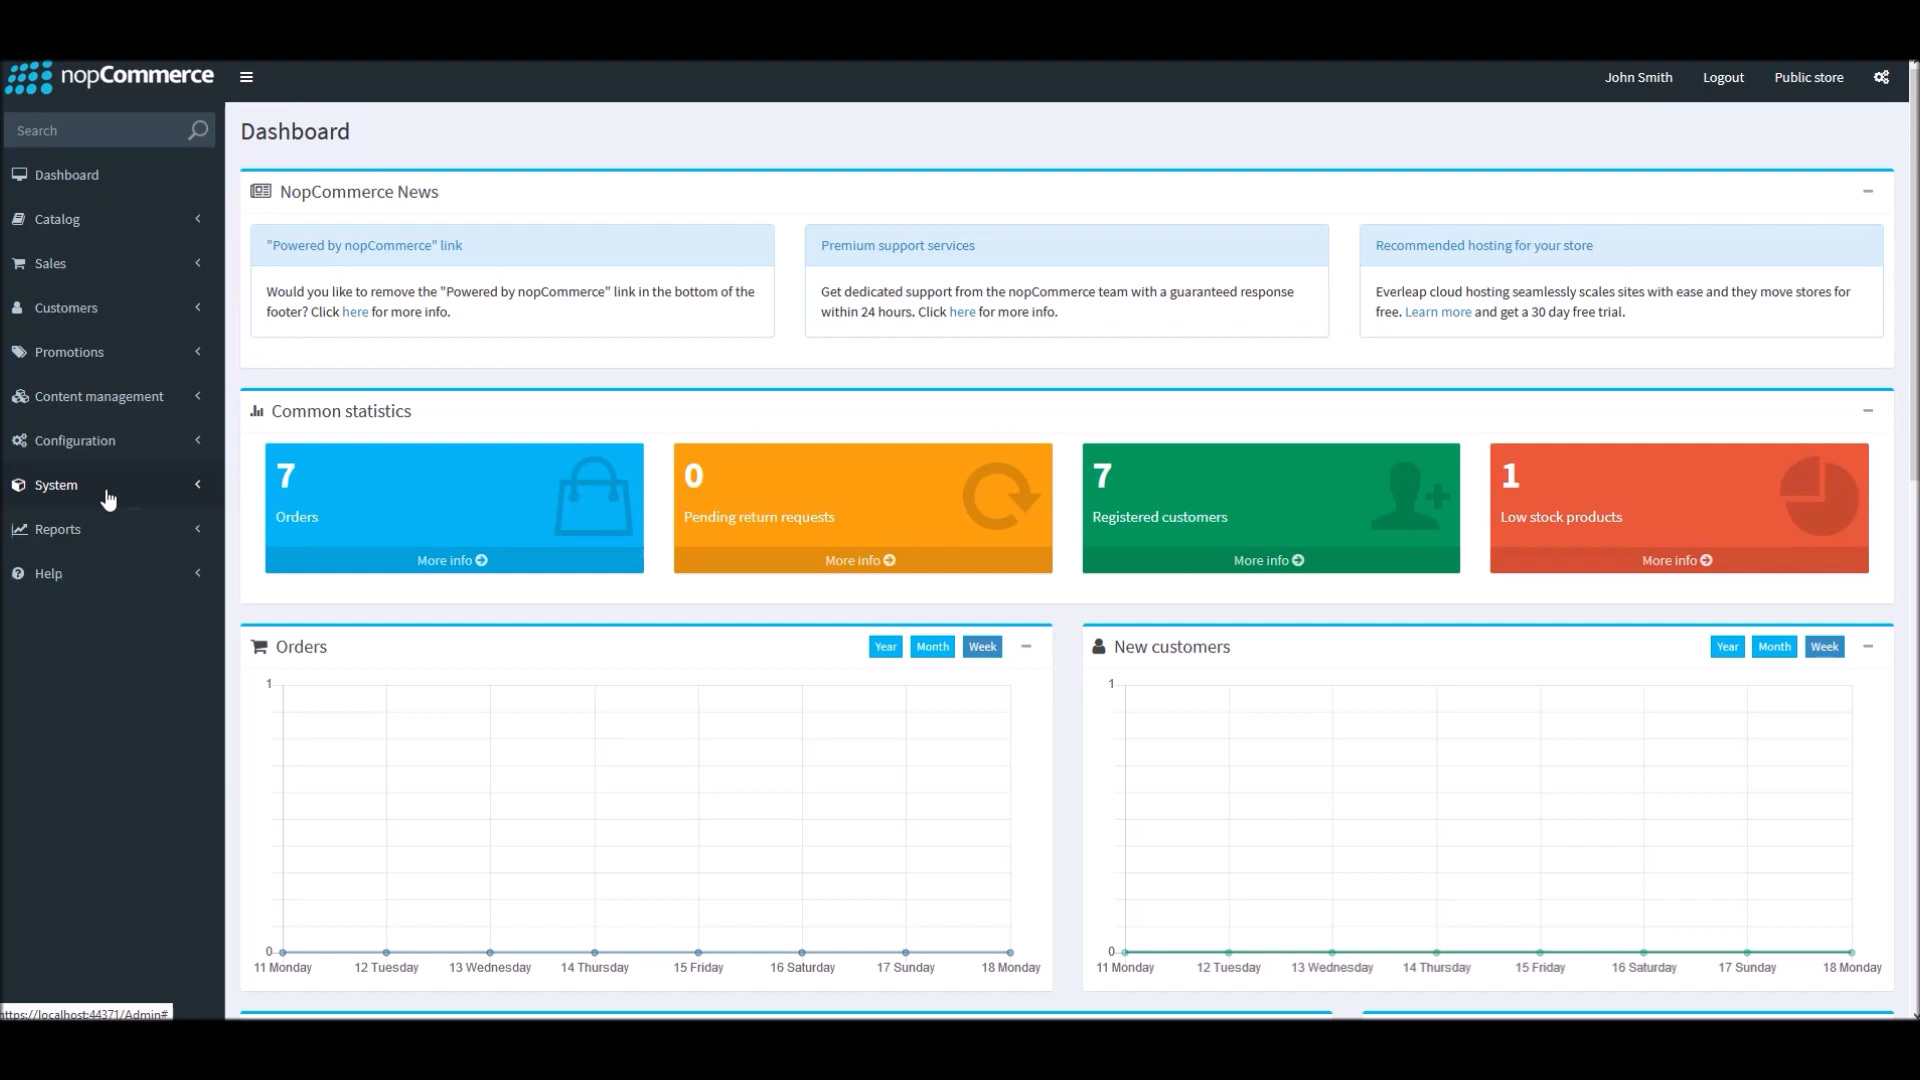 nopCommerce
John Smith
Logout
Public store
Search
Dashboard
Catalog
Sales
Customers
Promotions
Content management
Configuration
System
Reports
Help
Dashboard
NopCommerce News
"Powered by nopCommerce" link
Would you like to remove the "Powered by nopCommerce" link in the bottom of the
footer? Click here for more info.
Premium support services
Get dedicated support from the nopCommerce team with a guaranteed response
within 24 hours. Click here for more info.
Recommended hosting for your store
Everleap cloud hosting seamlessly scales sites with ease and they move stores for
free. Learn more and get a 30 day free trial.
Common statistics
7
Orders
More info
0
Pending return requests
More info
7
Registered customers
More info
1
Low stock products
More info
Orders
Year Month Week
1
0
11 Monday 12 Tuesday 13 Wednesday 14 Thursday 15 Friday 16 Saturday 17 Sunday 18 Monday
New customers
Year Month Week
1
0
11 Monday 12 Tuesday 13 Wednesday 14 Thursday 15 Friday 16 Saturday 17 Sunday 18 Monday
https://localhost:44371/Admin#